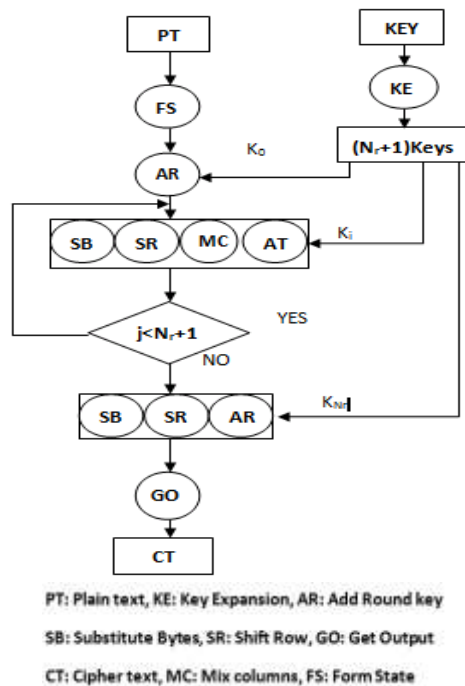 PT
KEY
FS
KE
K₀
(Nᵣ+1)Keys
AR
SB SR MC AT
Kᵢ
j<Nᵣ+1
YES
NO
SB SR AR
K_Nr
GO
CT
PT: Plain text, KE: Key Expansion, AR: Add Round key
SB: Substitute Bytes, SR: Shift Row, GO: Get Output
CT: Cipher text, MC: Mix columns, FS: Form State